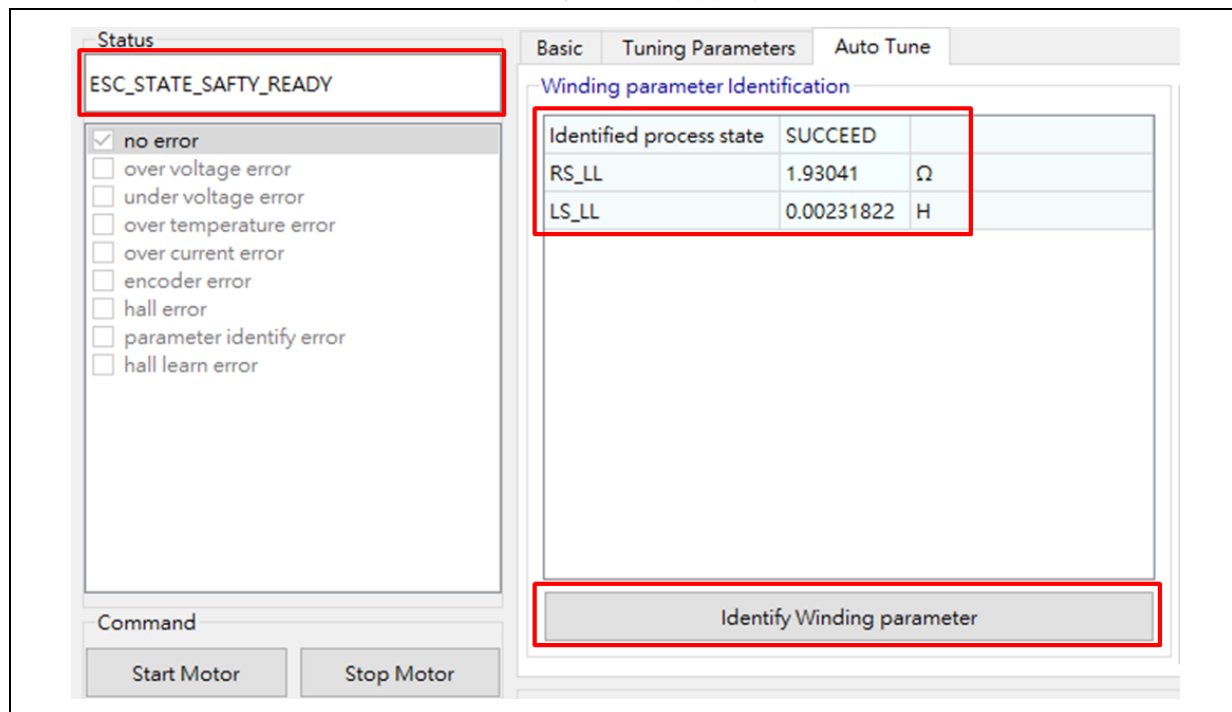 Status
ESC_STATE_SAFTY_READY
no error
over voltage error
under voltage error
over temperature error
over current error
encoder error
hall error
parameter identify error
hall learn error
Command
Start Motor Stop Motor
Basic Tuning Parameters Auto Tune
Winding parameter Identification
Identified process state SUCCEED
RS_LL 1.93041 Ω
LS_LL 0.00231822 H
Identify Winding parameter